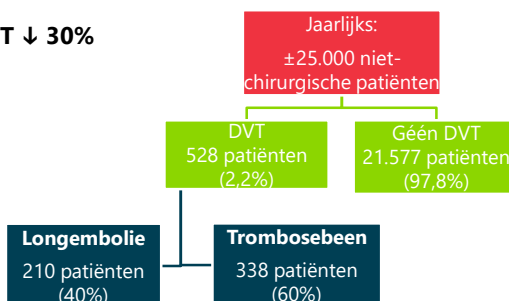 T ↓ 30%
Jaarlijks:
±25.000 niet-
chirurgische patiënten
DVT
528 patiënten
(2,2%)
Géén DVT
21.577 patiënten
(97,8%)
Longembolie
210 patiënten
(40%)
Trombosebeen
338 patiënten
(60%)